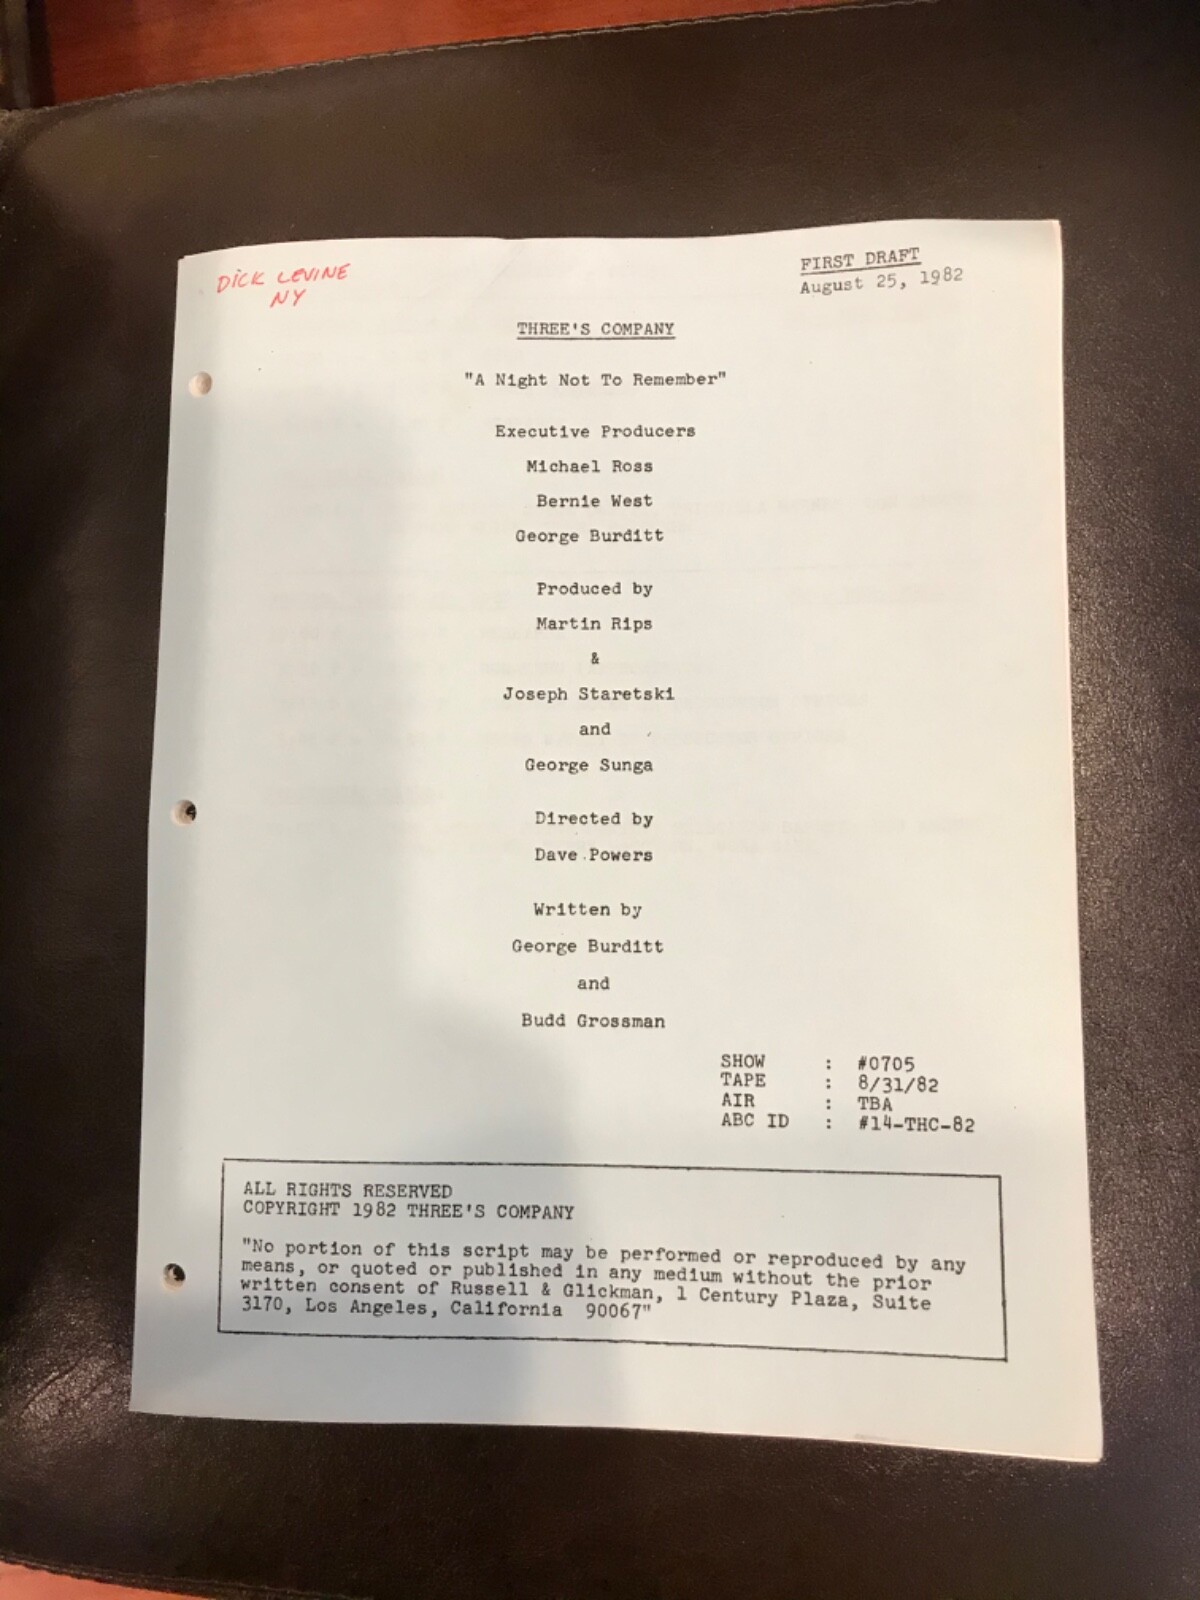 DICK LEVINE
NY
FIRST DRAFT
August 25, 1982
THREE'S COMPANY
"A Night Not To Remember"
Executive Producers
Michael Ross
Bernie West
George Burditt
Produced by
Martin Rips
&
Joseph Staretski
and
George Sunga
Directed by
Dave Powers
Written by
George Burditt
and
Budd Grossman
SHOW : #0705
TAPE : 8/31/82
AIR : TBA
ABC ID : #14-THC-82
ALL RIGHTS RESERVED
COPYRIGHT 1982 THREE'S COMPANY
"No portion of this script may be performed or reproduced by any
means, or quoted or published in any medium without the prior
written consent of Russell & Glickman, 1 Century Plaza, Suite
3170, Los Angeles, California 90067"